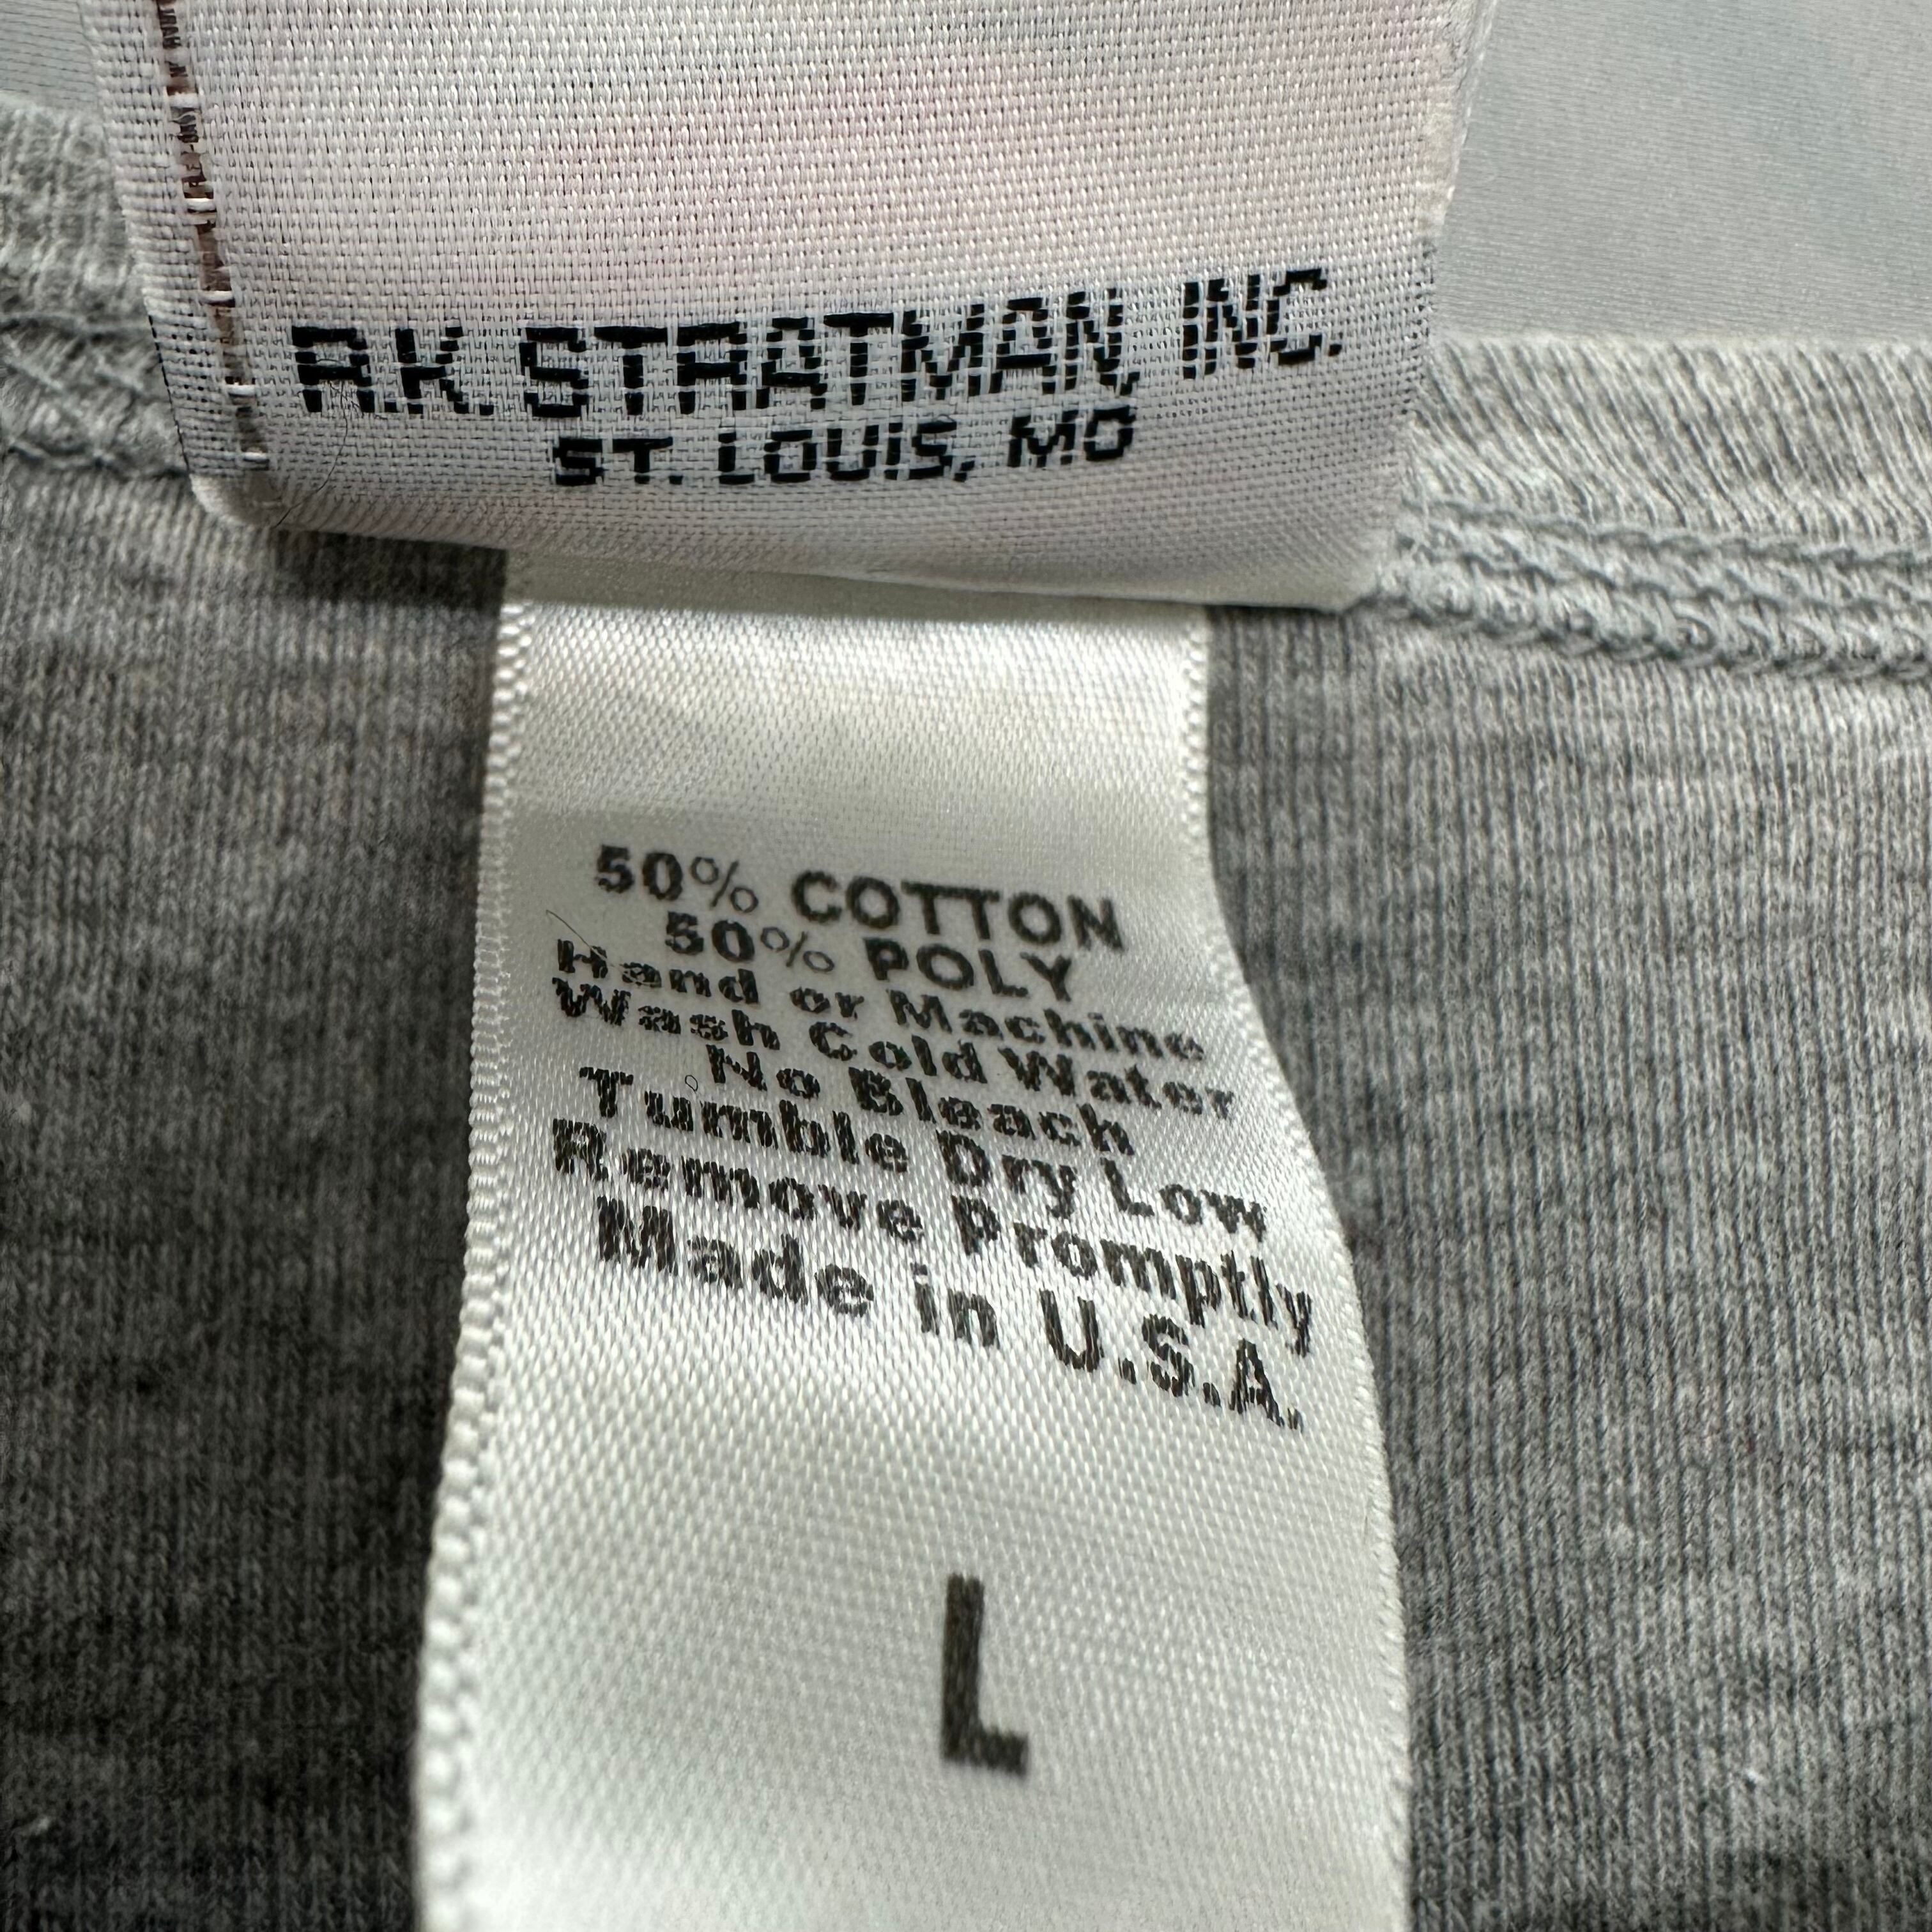 R.K. STRATMAN, INC.
ST. LOUIS, MO
50% COTTON
50% POLY
Hand or Machine
Wash Cold Water
No Bleach
Tumble Dry Low
Remove Promptly
Made in U.S.A.
L